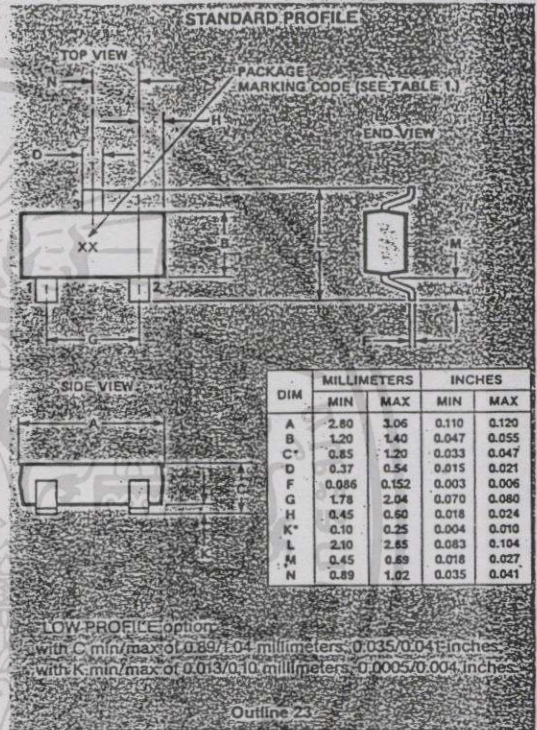 STANDARD PROFILE
TOP VIEW
N
PACKAGE
MARKING CODE (SEE TABLE 1.)
H
END VIEW
D
3
XX
B
L
M
1
2
G
F
SIDE VIEW
A
C
K
DIM MILLIMETERS INCHES
MIN MAX MIN MAX
A 2.80 3.06 0.110 0.120
B 1.20 1.40 0.047 0.055
C* 0.85 1.20 0.033 0.047
D 0.37 0.54 0.015 0.021
F 0.086 0.152 0.003 0.006
G 1.78 2.04 0.070 0.080
H 0.45 0.60 0.018 0.024
K* 0.10 0.25 0.004 0.010
L 2.10 2.65 0.083 0.104
M 0.45 0.69 0.018 0.027
N 0.89 1.02 0.035 0.041
LOW PROFILE option
with C min/max of 0.89/1.04 millimeters, 0.035/0.041 inches
with K min/max of 0.013/0.10 millimeters, 0.0005/0.004 inches
Outline 23